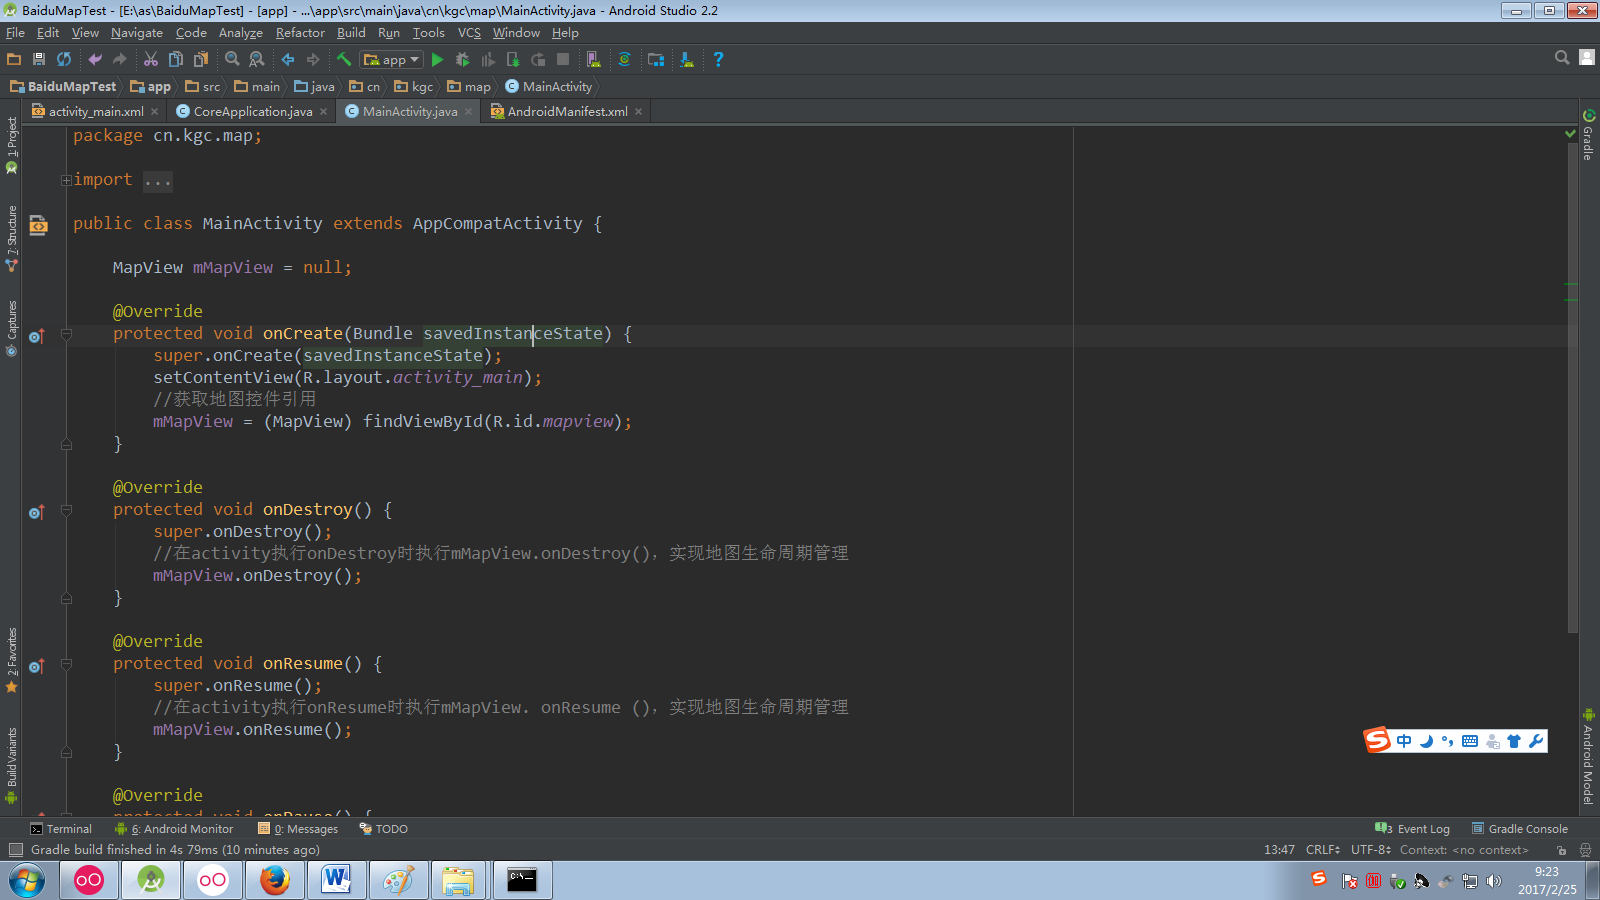 BaiduMapTest - [E:\as\BaiduMapTest] - [app] - ...\app\src\main\java\cn\kgc\map\MainActivity.java - Android Studio 2.2
File Edit View Navigate Code Analyze Refactor Build Run Tools VCS Window Help
app
BaiduMapTest app src main java cn kgc map MainActivity
activity_main.xml CoreApplication.java MainActivity.java AndroidManifest.xml
1: Project
7: Structure
Captures
2: Favorites
Build Variants
package cn.kgc.map;
import ...
public class MainActivity extends AppCompatActivity {
MapView mMapView = null;
@Override
protected void onCreate(Bundle savedInstanceState) {
super.onCreate(savedInstanceState);
setContentView(R.layout.activity_main);
//获取地图控件引用
mMapView = (MapView) findViewById(R.id.mapview);
}
@Override
protected void onDestroy() {
super.onDestroy();
//在activity执行onDestroy时执行mMapView.onDestroy()，实现地图生命周期管理
mMapView.onDestroy();
}
@Override
protected void onResume() {
super.onResume();
//在activity执行onResume时执行mMapView. onResume ()，实现地图生命周期管理
mMapView.onResume();
}
@Override
protected void onPause() {
Gradle
Android Model
中
Terminal 6: Android Monitor 0: Messages TODO 3 Event Log Gradle Console
Gradle build finished in 4s 79ms (10 minutes ago) 13:47 CRLF UTF-8 Context: <no context>
9:23
2017/2/25